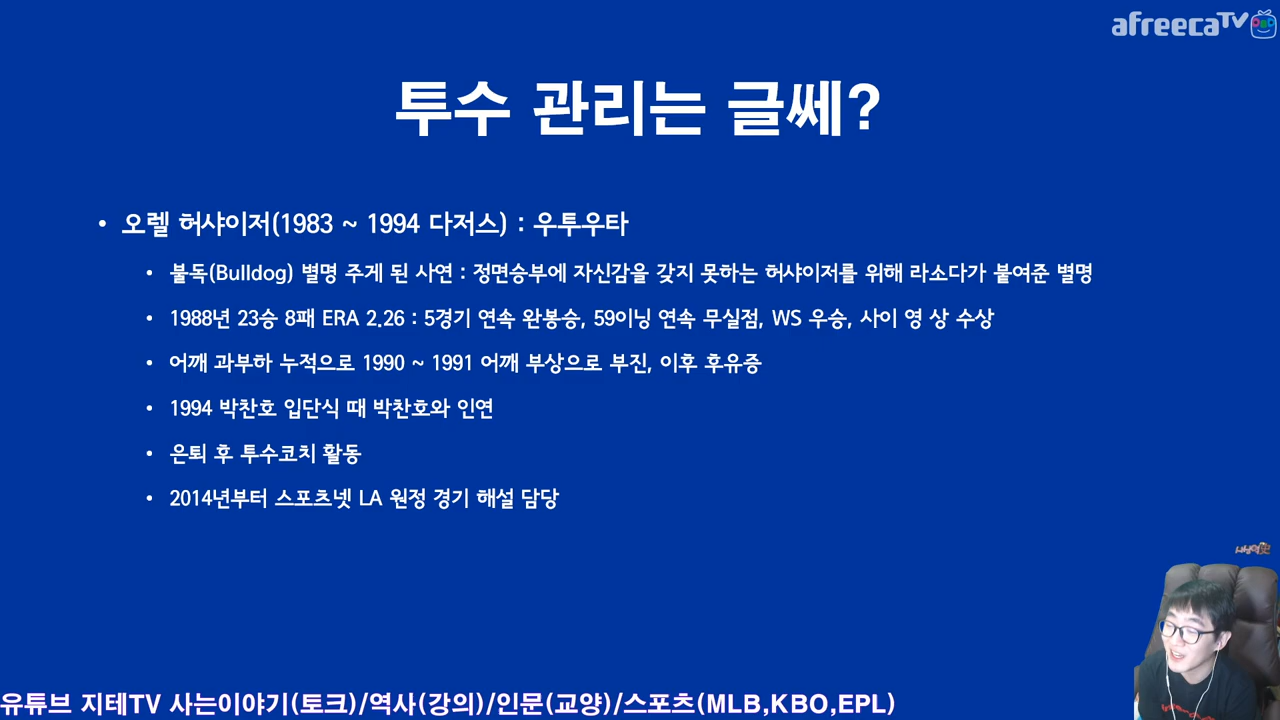 afreecaTV
투수 관리는 글쎄?
• 오렐 허샤이저(1983 ~ 1994 다저스) : 우투우타
• 불독(Bulldog) 별명 주게 된 사연 : 정면승부에 자신감을 갖지 못하는 허샤이저를 위해 라소다가 붙여준 별명
• 1988년 23승 8패 ERA 2.26 : 5경기 연속 완봉승, 59이닝 연속 무실점, WS 우승, 사이 영 상 수상
• 어깨 과부하 누적으로 1990 ~ 1991 어깨 부상으로 부진, 이후 후유증
• 1994 박찬호 입단식 때 박찬호와 인연
• 은퇴 후 투수코치 활동
• 2014년부터 스포츠넷 LA 원정 경기 해설 담당
유튜브 지테TV 사는이야기(토크)/역사(강의)/인문(교양)/스포츠(MLB,KBO,EPL)